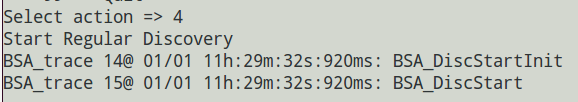 Select action => 4
Start Regular Discovery
BSA_trace 14@ 01/01 11h:29m:32s:920ms: BSA_DiscStartInit
BSA_trace 15@ 01/01 11h:29m:32s:920ms: BSA_DiscStart